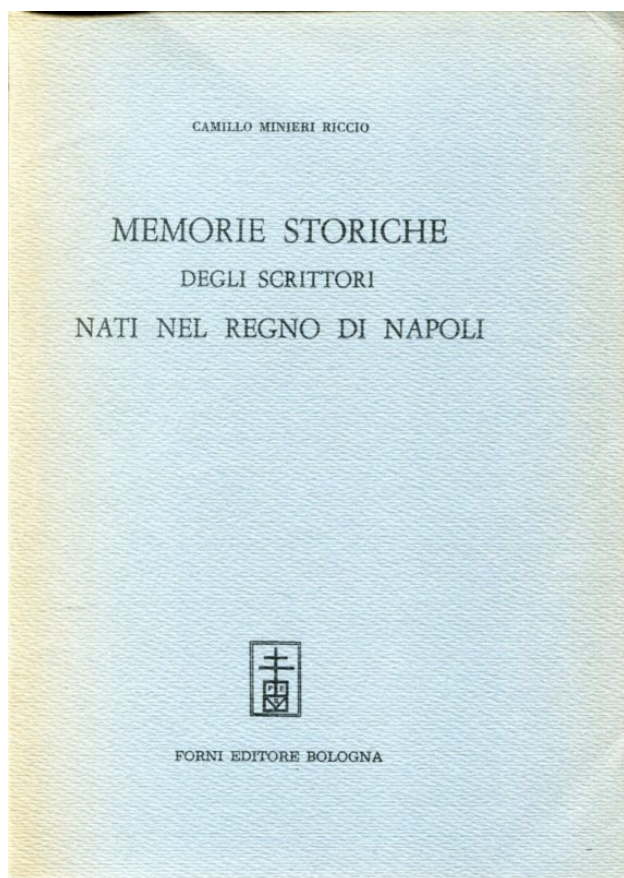 CAMILLO MINIERI RICCIO
MEMORIE STORICHE
DEGLI SCRITTORI
NATI NEL REGNO DI NAPOLI
FORNI EDITORE BOLOGNA